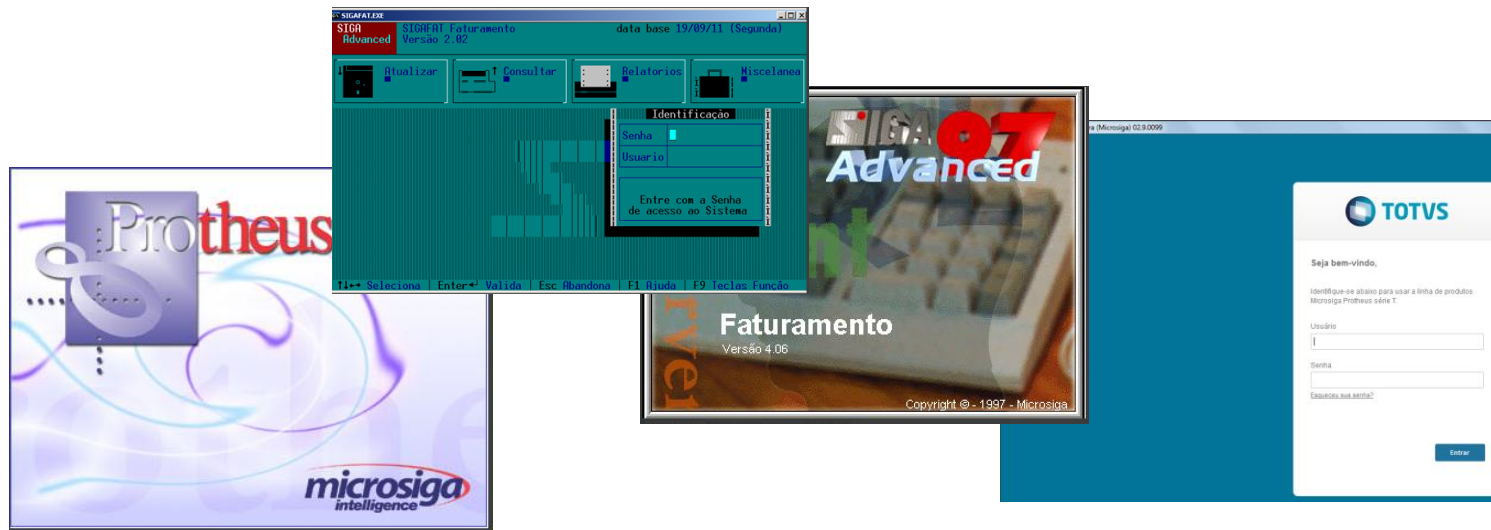 Protheus
8
microsiga
intelligence
SIGAFAT.EXE
SIGA
Advanced
SIGAFAT Faturamento
Versão 2.02
data base 19/09/11 (Segunda)
Atualizar
Consultar
Relatorios
Miscelanea
Identificação
Senha
Usuario
Entre com a Senha
de acesso ao Sistema
Seleciona | Enter↵ Valida | Esc Abandona | F1 Ajuda | F9 Teclas Função
SIGA 07
Advanced
Faturamento
Versão 4.06
Copyright © - 1997 - Microsiga
(Microsiga) 02.9.0099
TOTVS
Seja bem-vindo,
Identifique-se abaixo para usar a linha de produtos
Microsiga Protheus série T.
Usuário
Senha
Esqueceu sua senha?
Entrar